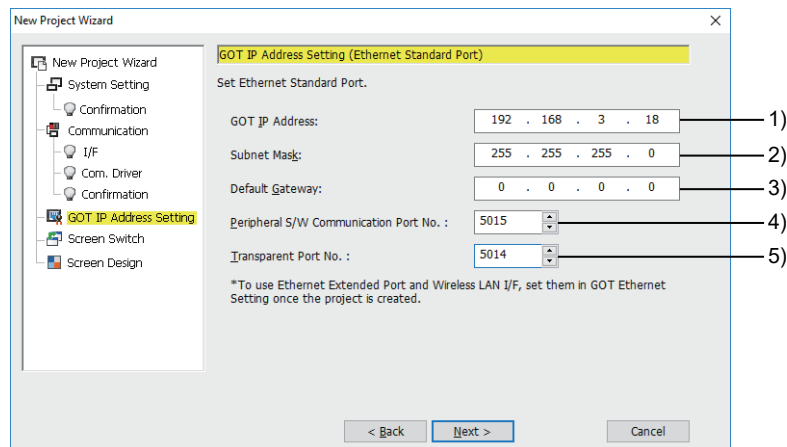 New Project Wizard
New Project Wizard
System Setting
Confirmation
Communication
I/F
Com. Driver
Confirmation
GOT IP Address Setting
Screen Switch
Screen Design
GOT IP Address Setting (Ethernet Standard Port)
Set Ethernet Standard Port.
GOT IP Address: 192 . 168 . 3 . 18 1)
Subnet Mask: 255 . 255 . 255 . 0 2)
Default Gateway: 0 . 0 . 0 . 0 3)
Peripheral S/W Communication Port No. : 5015 4)
Transparent Port No. : 5014 5)
*To use Ethernet Extended Port and Wireless LAN I/F, set them in GOT Ethernet
Setting once the project is created.
< Back Next > Cancel